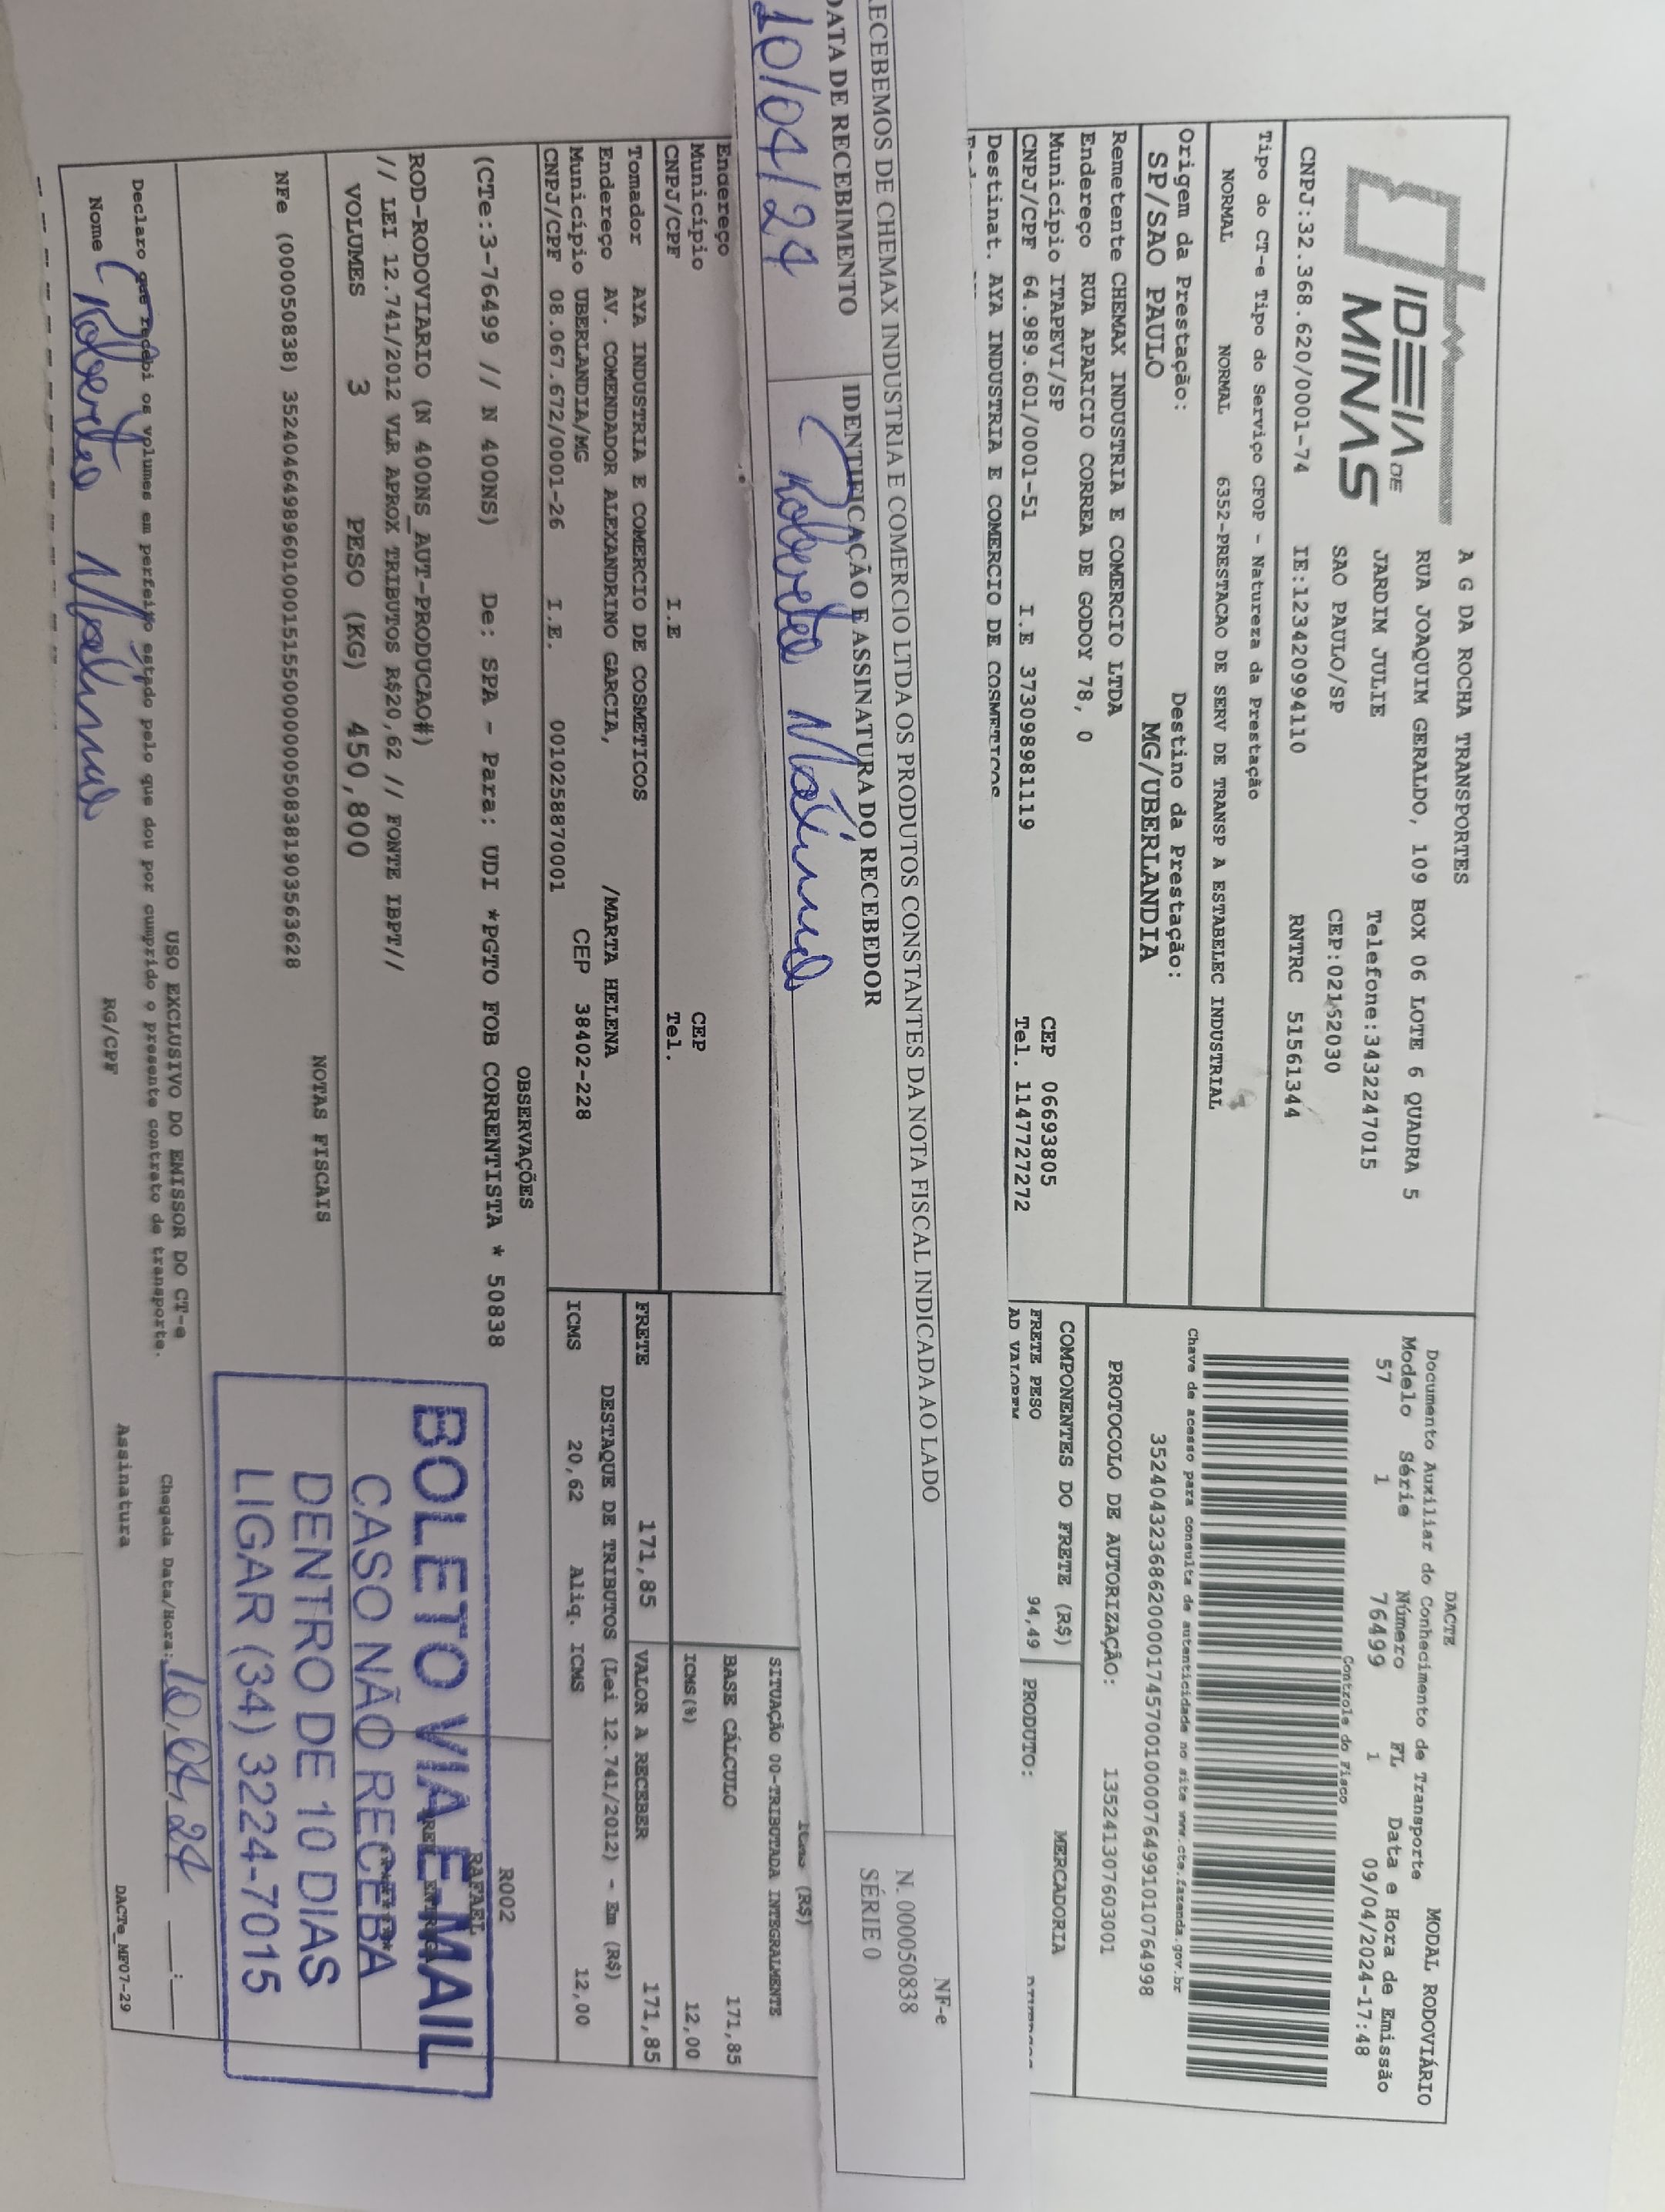 IDEIA DE
MINAS
A G DA ROCHA TRANSPORTES
RUA JOAQUIM GERALDO, 109 BOX 06 LOTE 6 QUADRA 5
JARDIM JULIE Telefone:3432247015
SAO PAULO/SP CEP:02152030
CNPJ:32.368.620/0001-74 IE:123420994110 RNTRC 51561344
Tipo do CT-e Tipo do Serviço CFOP - Natureza da Prestação
NORMAL NORMAL 6352-PRESTACAO DE SERV DE TRANSP A ESTABELEC INDUSTRIAL
Origem da Prestação: Destino da Prestação:
SP/SAO PAULO MG/UBERLANDIA
Remetente CHEMAX INDUSTRIA E COMERCIO LTDA
Endereço RUA APARICIO CORREA DE GODOY 78, 0
Município ITAPEVI/SP CEP 06693805
CNPJ/CPF 64.989.601/0001-51 I.E 373098981119 Tel. 1147727272
Destinat. AYA INDUSTRIA E COMERCIO DE COSMETICOS
DACTE MODAL RODOVIÁRIO
Documento Auxiliar do Conhecimento de Transporte
Modelo Série Número FL Data e Hora de Emissão
57 1 76499 1 09/04/2024-17:48
Controle do Fisco
Chave de acesso para consulta de autenticidade no site www.cte.fazenda.gov.br
35240432368620000174570010000764991010764998
PROTOCOLO DE AUTORIZAÇÃO: 135241307603001
COMPONENTES DO FRETE (R$) MERCADORIA
FRETE PESO 94,49 PRODUTO:
AD VALOREM
RECEBEMOS DE CHEMAX INDUSTRIA E COMERCIO LTDA OS PRODUTOS CONSTANTES DA NOTA FISCAL INDICADA AO LADO
DATA DE RECEBIMENTO IDENTIFICAÇÃO E ASSINATURA DO RECEBEDOR
10/04/24 Roberto
NF-e
N. 000050838
SÉRIE 0
Endereço
Município CEP
CNPJ/CPF I.E Tel.
Tomador AYA INDUSTRIA E COMERCIO DE COSMETICOS
Endereço AV. COMENDADOR ALEXANDRINO GARCIA, /MARTA HELENA
Município UBERLANDIA/MG CEP 38402-228
CNPJ/CPF 08.067.672/0001-26 I.E. 0010258870001
(R$)
SITUAÇÃO 00-TRIBUTADA INTEGRALMENTE
BASE CÁLCULO 171,85
ICMS(%) 12,00
FRETE 171,85 VALOR A RECEBER 171,85
DESTAQUE DE TRIBUTOS (Lei 12.741/2012) - Em (R$)
ICMS 20,62 Aliq. ICMS 12,00
OBSERVAÇÕES
(CTe:3-76499 // N 400NS) De: SPA - Para: UDI *PGTO FOB CORRENTISTA * 50838
ROD-RODOVIARIO (N 400NS_AUT-PRODUCAO#)
// LEI 12.741/2012 VLR APROX TRIBUTOS R$20,62 // FONTE IBPT//
R002
RAFAEL
VOLUMES 3 PESO (KG) 450,800
NOTAS FISCAIS
NFe (000050838) 35240464989601000151550000000508381903563628
BOLETO VIA E-MAIL
CASO NÃO RECEBA
DENTRO DE 10 DIAS
LIGAR (34) 3224-7015
USO EXCLUSIVO DO EMISSOR DO CT-e
Declaro que recebi os volumes em perfeito estado pelo que dou por cumprido o presente contrato de transporte. Chegada Data/Hora: 10,04,24 __:__
Nome Roberto RG/CPF Assinatura
DACTe_MF07-29